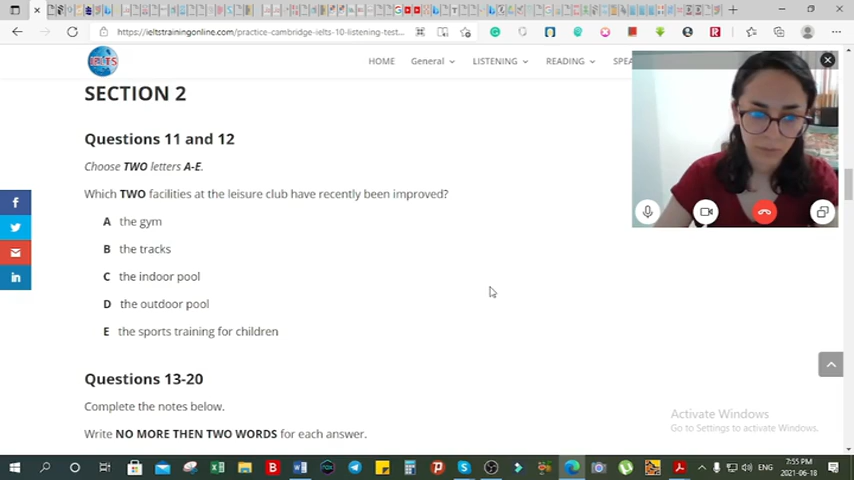 https://ieltstrainingonline.com/practice-cambridge-ielts-10-listening-test...
IELTS
HOME General LISTENING READING SPEA
SECTION 2
Questions 11 and 12
Choose TWO letters A-E.
Which TWO facilities at the leisure club have recently been improved?
A the gym
B the tracks
C the indoor pool
D the outdoor pool
E the sports training for children
Questions 13-20
Complete the notes below.
Write NO MORE THEN TWO WORDS for each answer.
Activate Windows
Go to Settings to activate Windows.
ENG
7:55 PM
2021-06-18